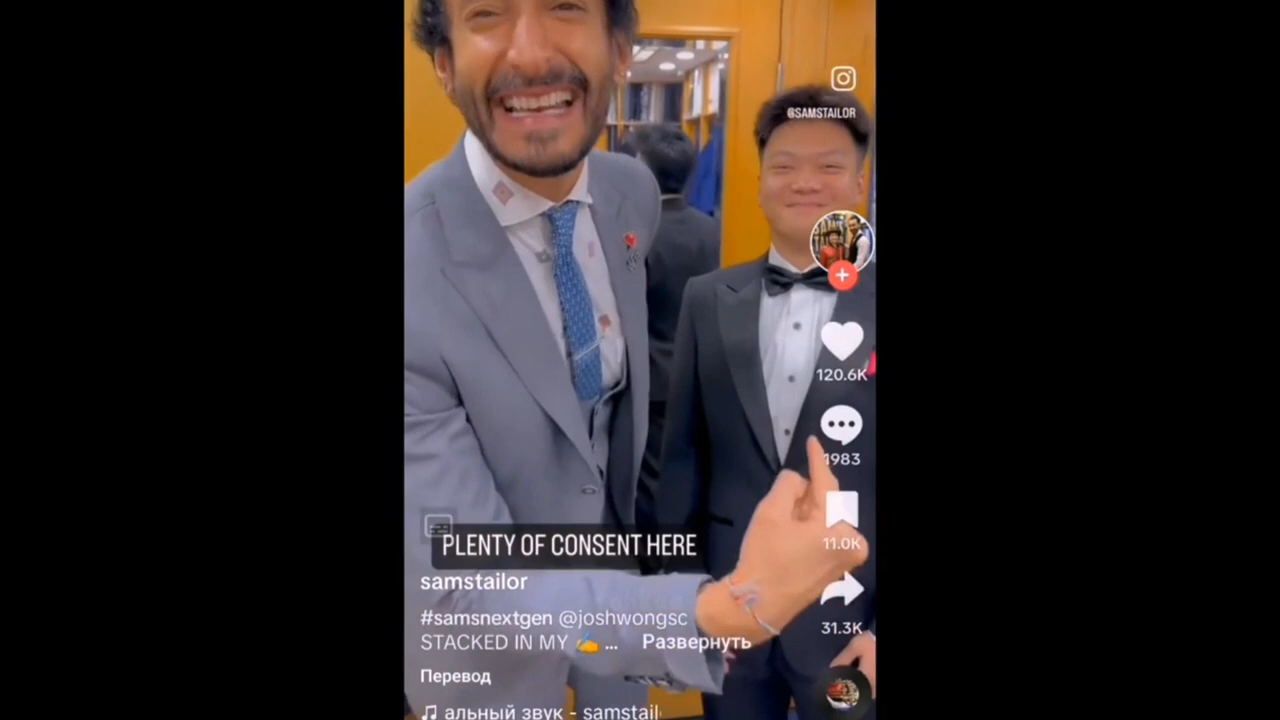 @SAMSTAILOR
120.6K
1983
11.0K
31.3K
PLENTY OF CONSENT HERE
samstailor
#samsnextgen @joshwongsc
STACKED IN MY ✍️ ... Развернуть
Перевод
альный звук - samstail